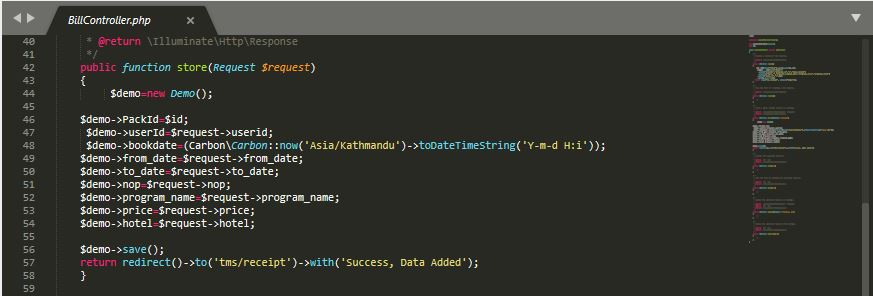 BillController.php ×
40 * @return \Illuminate\Http\Response
41 */
42 public function store(Request $request)
43 {
44 $demo=new Demo();
45
46 $demo->PackId=$id;
47 $demo->userId=$request->userid;
48 $demo->bookdate=(Carbon\Carbon::now('Asia/Kathmandu')->toDateTimeString('Y-m-d H:i'));
49 $demo->from_date=$request->from_date;
50 $demo->to_date=$request->to_date;
51 $demo->nop=$request->nop;
52 $demo->program_name=$request->program_name;
53 $demo->price=$request->price;
54 $demo->hotel=$request->hotel;
55
56 $demo->save();
57 return redirect()->to('tms/receipt')->with('Success, Data Added');
58 }
59